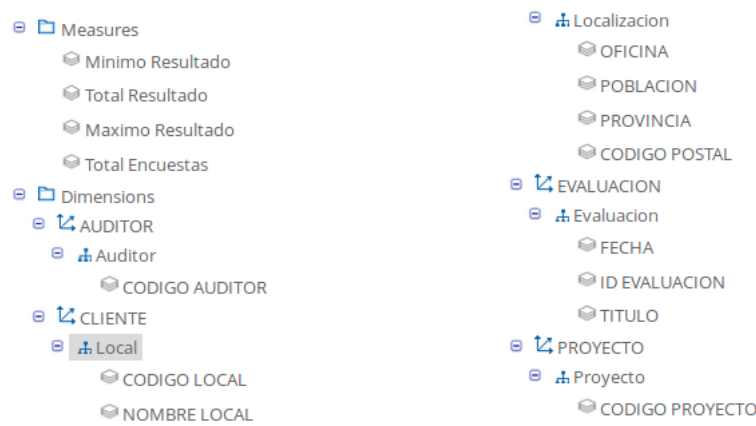 Measures
Minimo Resultado
Total Resultado
Maximo Resultado
Total Encuestas
Dimensions
AUDITOR
Auditor
CODIGO AUDITOR
CLIENTE
Local
CODIGO LOCAL
NOMBRE LOCAL
Localizacion
OFICINA
POBLACION
PROVINCIA
CODIGO POSTAL
EVALUACION
Evaluacion
FECHA
ID EVALUACION
TITULO
PROYECTO
Proyecto
CODIGO PROYECTO